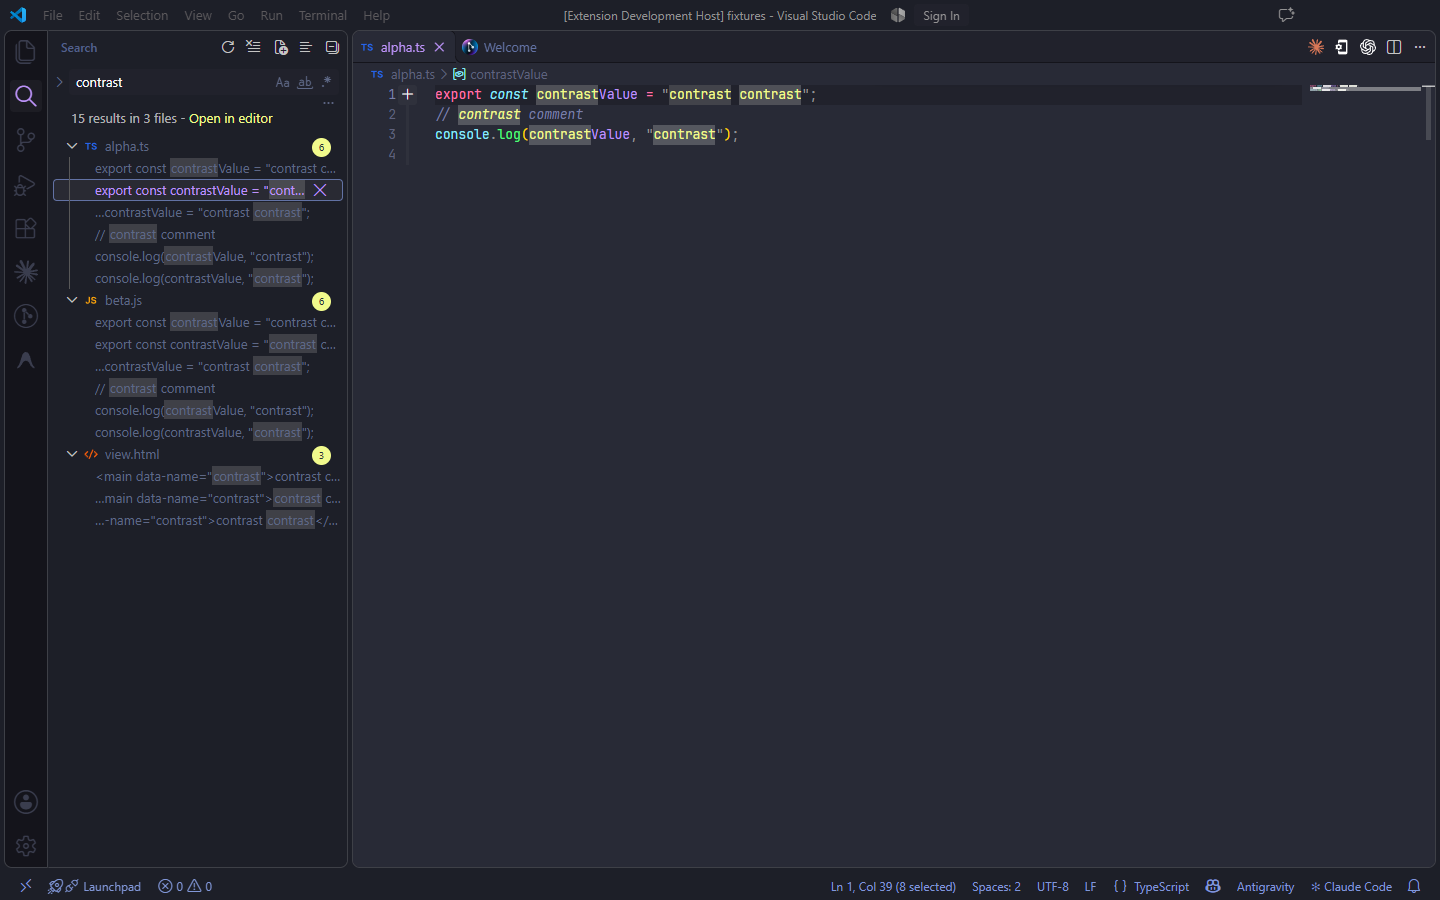 File Edit Selection View Go Run Terminal Help
[Extension Development Host] fixtures - Visual Studio Code
Sign In
Search
contrast
Aa ab .*
15 results in 3 files - Open in editor
TS alpha.ts 6
export const contrastValue = "contrast c...
export const contrastValue = "cont...
...contrastValue = "contrast contrast";
// contrast comment
console.log(contrastValue, "contrast");
console.log(contrastValue, "contrast");
JS beta.js 6
export const contrastValue = "contrast c...
export const contrastValue = "contrast c...
...contrastValue = "contrast contrast";
// contrast comment
console.log(contrastValue, "contrast");
console.log(contrastValue, "contrast");
</> view.html 3
<main data-name="contrast">contrast c...
...main data-name="contrast">contrast c...
...-name="contrast">contrast contrast</...
TS alpha.ts
Welcome
TS alpha.ts > contrastValue
1 export const contrastValue = "contrast contrast";
2 // contrast comment
3 console.log(contrastValue, "contrast");
4
Launchpad 0 0
Ln 1, Col 39 (8 selected) Spaces: 2 UTF-8 LF { } TypeScript Antigravity Claude Code